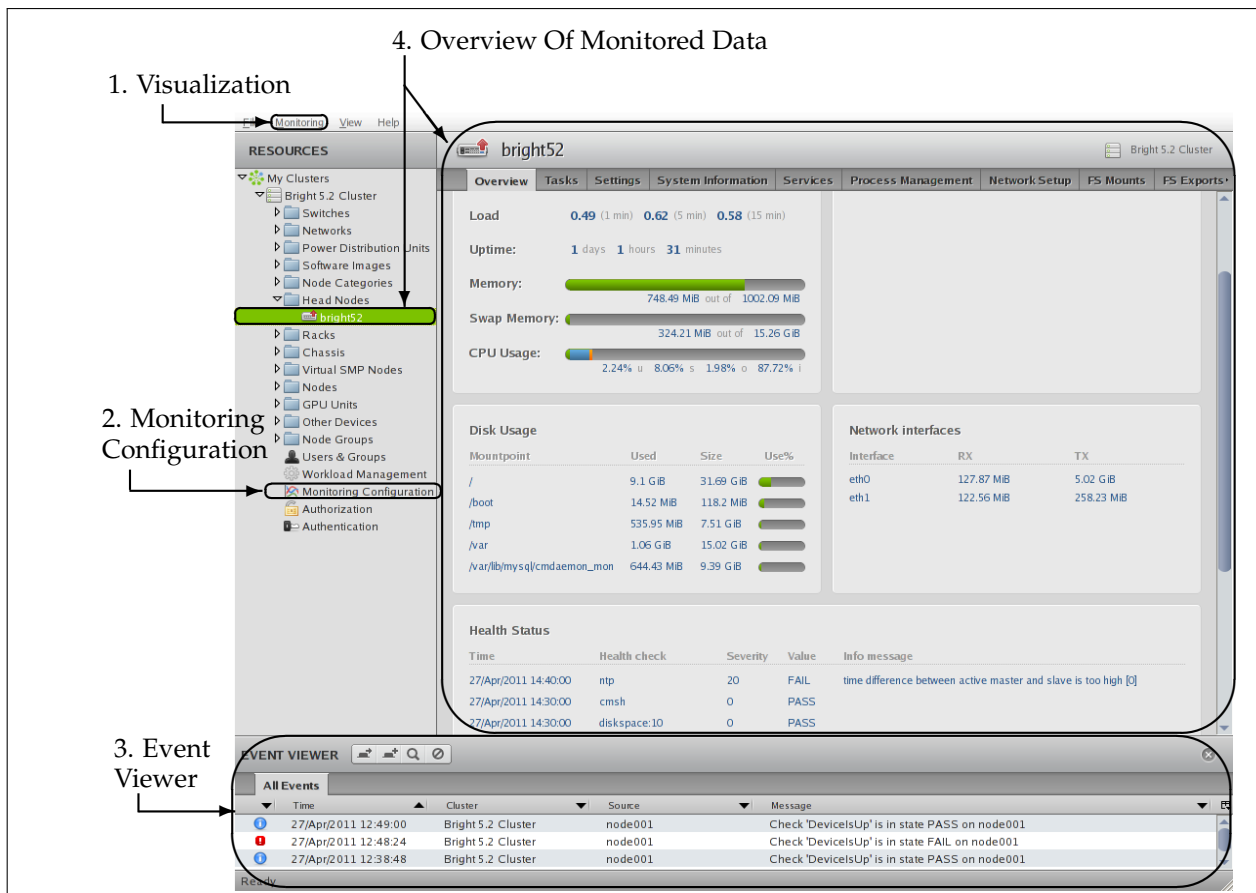 4. Overview Of Monitored Data
1. Visualization
Monitoring View Help
RESOURCES
My Clusters
Bright 5.2 Cluster
Switches
Networks
Power Distribution Units
Software Images
Node Categories
Head Nodes
bright52
Racks
Chassis
Virtual SMP Nodes
Nodes
GPU Units
Other Devices
Node Groups
Users & Groups
Workload Management
Monitoring Configuration
Authorization
Authentication
2. Monitoring
Configuration
bright52
Bright 5.2 Cluster
Overview Tasks Settings System Information Services Process Management Network Setup FS Mounts FS Exports
Load 0.49 (1 min) 0.62 (5 min) 0.58 (15 min)
Uptime: 1 days 1 hours 31 minutes
Memory:
748.49 MiB out of 1002.09 MiB
Swap Memory:
324.21 MiB out of 15.26 GiB
CPU Usage:
2.24% u 8.06% s 1.98% o 87.72% i
Disk Usage
Mountpoint Used Size Use%
/ 9.1 GiB 31.69 GiB
/boot 14.52 MiB 118.2 MiB
/tmp 535.95 MiB 7.51 GiB
/var 1.06 GiB 15.02 GiB
/var/lib/mysql/cmdaemon_mon 644.43 MiB 9.39 GiB
Network interfaces
Interface RX TX
eth0 127.87 MiB 5.02 GiB
eth1 122.56 MiB 258.23 MiB
Health Status
Time Health check Severity Value Info message
27/Apr/2011 14:40:00 ntp 20 FAIL time difference between active master and slave is too high [0]
27/Apr/2011 14:30:00 cmsh 0 PASS
27/Apr/2011 14:30:00 diskspace:10 0 PASS
3. Event
Viewer
EVENT VIEWER
All Events
Time Cluster Source Message
27/Apr/2011 12:49:00 Bright 5.2 Cluster node001 Check 'DeviceIsUp' is in state PASS on node001
27/Apr/2011 12:48:24 Bright 5.2 Cluster node001 Check 'DeviceIsUp' is in state FAIL on node001
27/Apr/2011 12:38:48 Bright 5.2 Cluster node001 Check 'DeviceIsUp' is in state PASS on node001
Ready